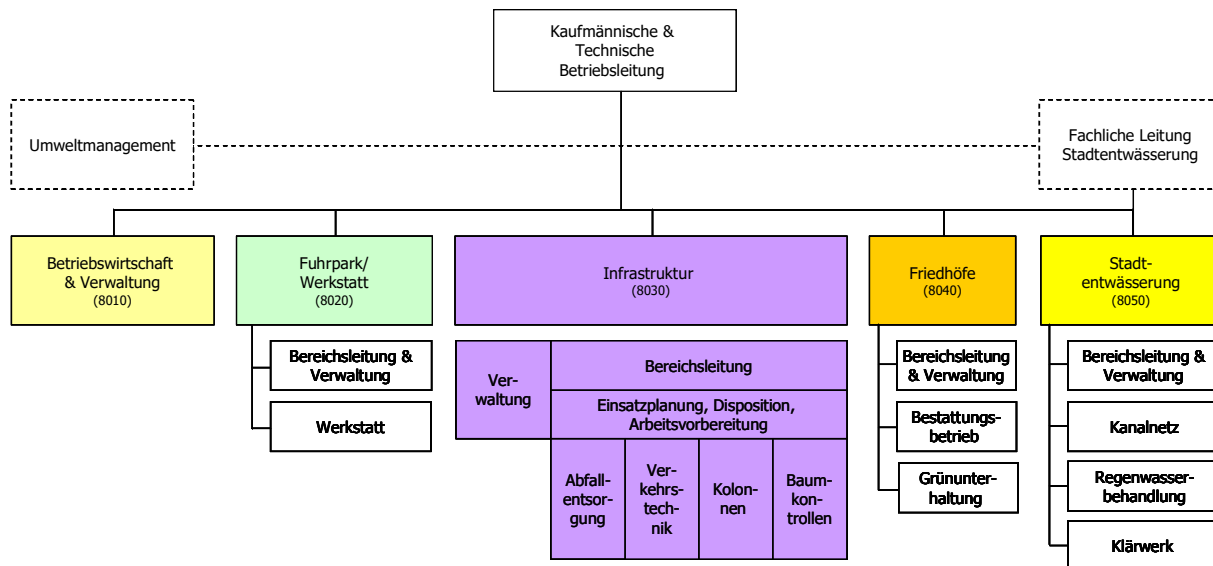 Kaufmännische &
Technische
Betriebsleitung
Umweltmanagement
Fachliche Leitung
Stadtentwässerung
Betriebswirtschaft
& Verwaltung
(8010)
Fuhrpark/
Werkstatt
(8020)
Infrastruktur
(8030)
Friedhöfe
(8040)
Stadt-
entwässerung
(8050)
Bereichsleitung &
Verwaltung
Werkstatt
Ver-
waltung
Bereichsleitung
Einsatzplanung, Disposition,
Arbeitsvorbereitung
Abfall-
entsor-
gung
Ver-
kehrs-
tech-
nik
Kolon-
nen
Baum-
kon-
trollen
Bereichsleitung
& Verwaltung
Bestattungs-
betrieb
Grünunter-
haltung
Bereichsleitung &
Verwaltung
Kanalnetz
Regenwasser-
behandlung
Klärwerk